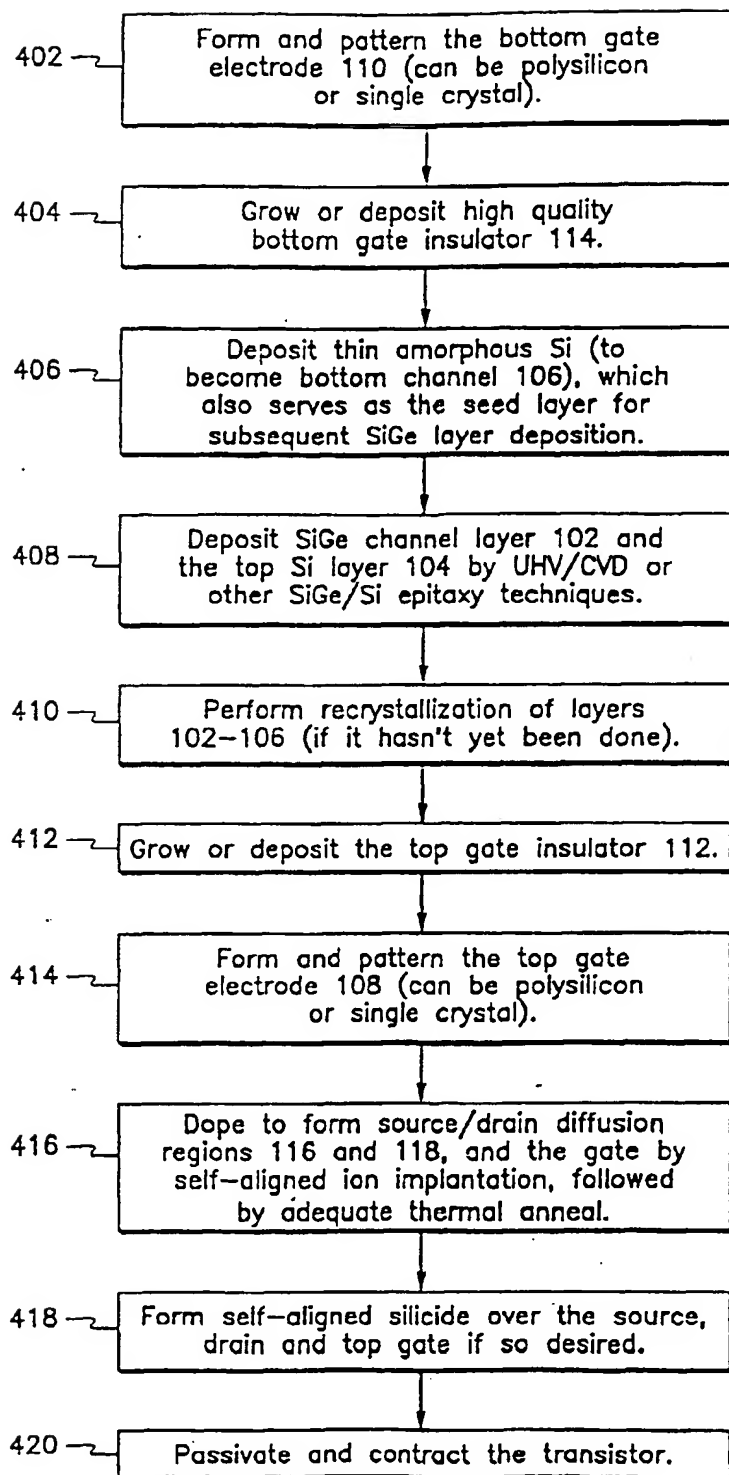 402
Form and pattern the bottom gate
electrode 110 (can be polysilicon
or single crystal).
404
Grow or deposit high quality
bottom gate insulator 114.
406
Deposit thin amorphous Si (to
become bottom channel 106), which
also serves as the seed layer for
subsequent SiGe layer deposition.
408
Deposit SiGe channel layer 102 and
the top Si layer 104 by UHV/CVD or
other SiGe/Si epitaxy techniques.
410
Perform recrystallization of layers
102-106 (if it hasn't yet been done).
412
Grow or deposit the top gate insulator 112.
414
Form and pattern the top gate
electrode 108 (can be polysilicon
or single crystal).
416
Dope to form source/drain diffusion
regions 116 and 118, and the gate by
self-aligned ion implantation, followed
by adequate thermal anneal.
418
Form self-aligned silicide over the source,
drain and top gate if so desired.
420
Passivate and contract the transistor.